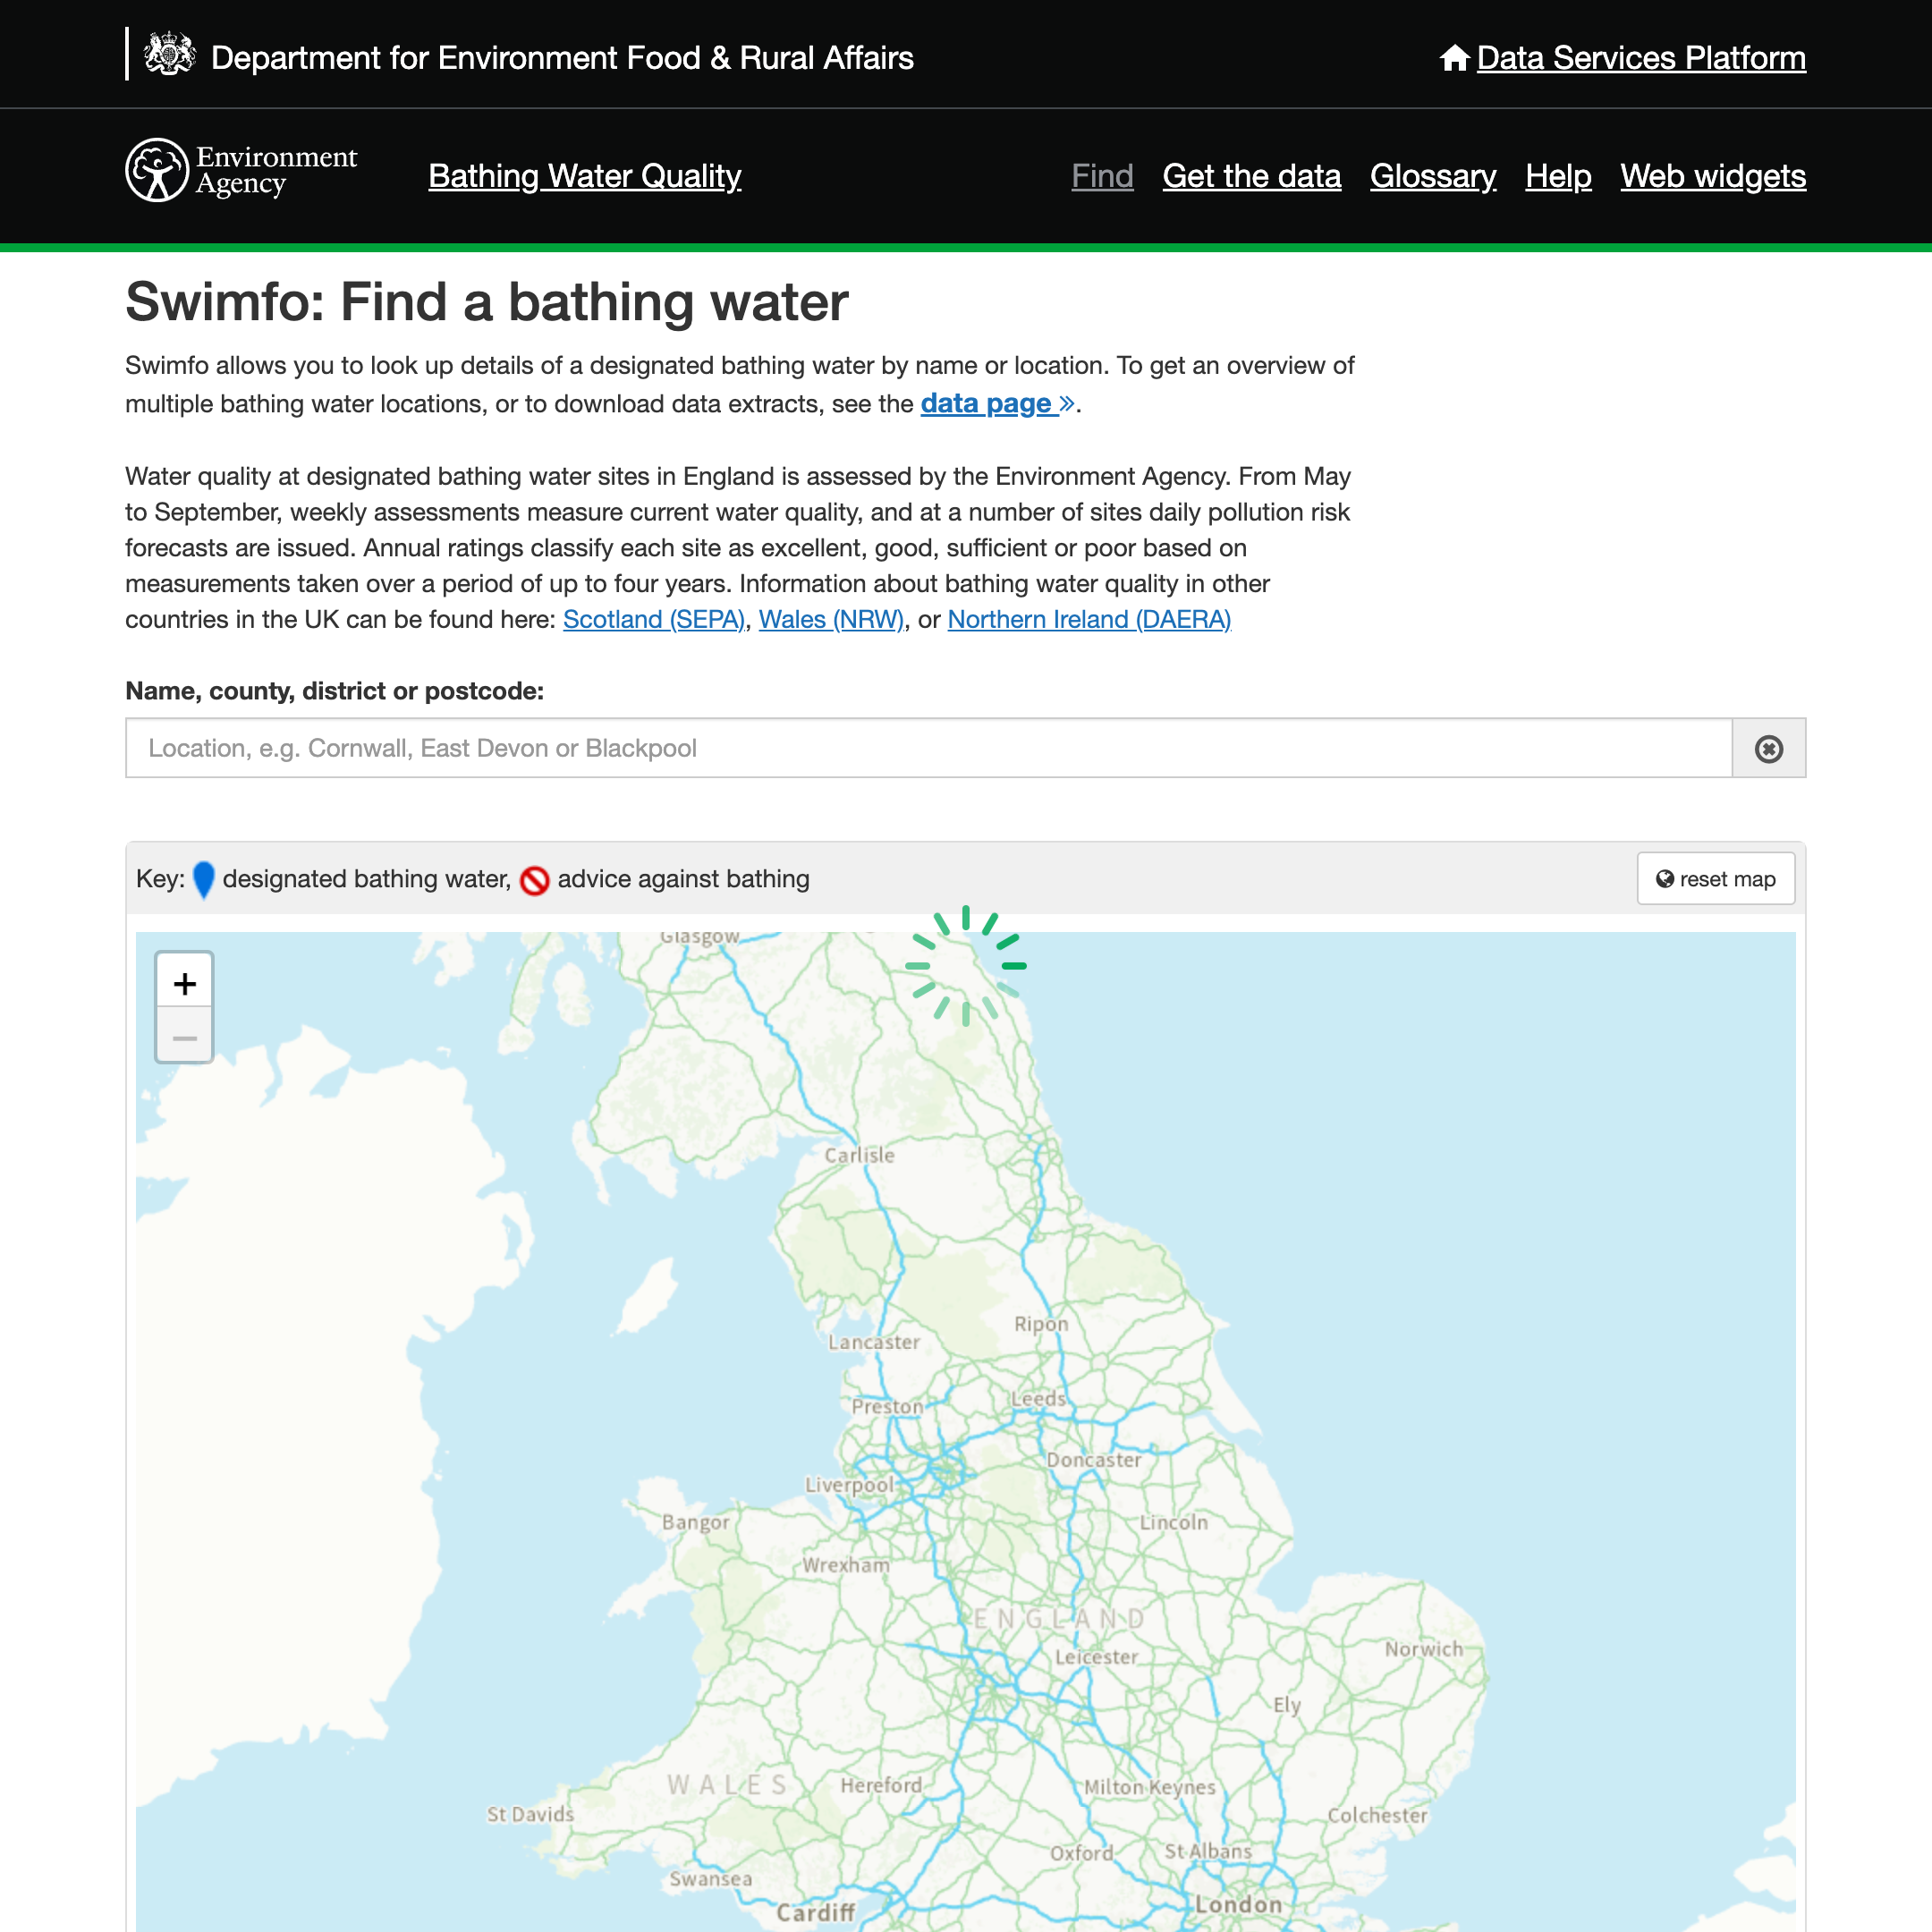 Department for Environment Food & Rural Affairs
Data Services Platform
Environment
Agency
Bathing Water Quality
Find
Get the data
Glossary
Help
Web widgets
Swimfo: Find a bathing water
Swimfo allows you to look up details of a designated bathing water by name or location. To get an overview of
multiple bathing water locations, or to download data extracts, see the data page ».
Water quality at designated bathing water sites in England is assessed by the Environment Agency. From May
to September, weekly assessments measure current water quality, and at a number of sites daily pollution risk
forecasts are issued. Annual ratings classify each site as excellent, good, sufficient or poor based on
measurements taken over a period of up to four years. Information about bathing water quality in other
countries in the UK can be found here: Scotland (SEPA), Wales (NRW), or Northern Ireland (DAERA)
Name, county, district or postcode:
Location, e.g. Cornwall, East Devon or Blackpool
Key: designated bathing water, advice against bathing
reset map
+
−
Glasgow
Carlisle
Ripon
Lancaster
Leeds
Preston
Doncaster
Liverpool
Bangor
Lincoln
Wrexham
ENGLAND
Norwich
Leicester
Ely
WALES
Hereford
Milton Keynes
St Davids
Colchester
Oxford
St Albans
Swansea
London
Cardiff